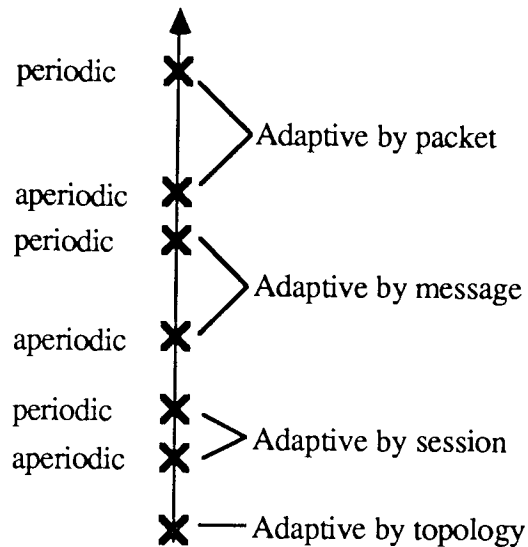 periodic
Adaptive by packet
aperiodic
periodic
Adaptive by message
aperiodic
periodic
Adaptive by session
aperiodic
Adaptive by topology